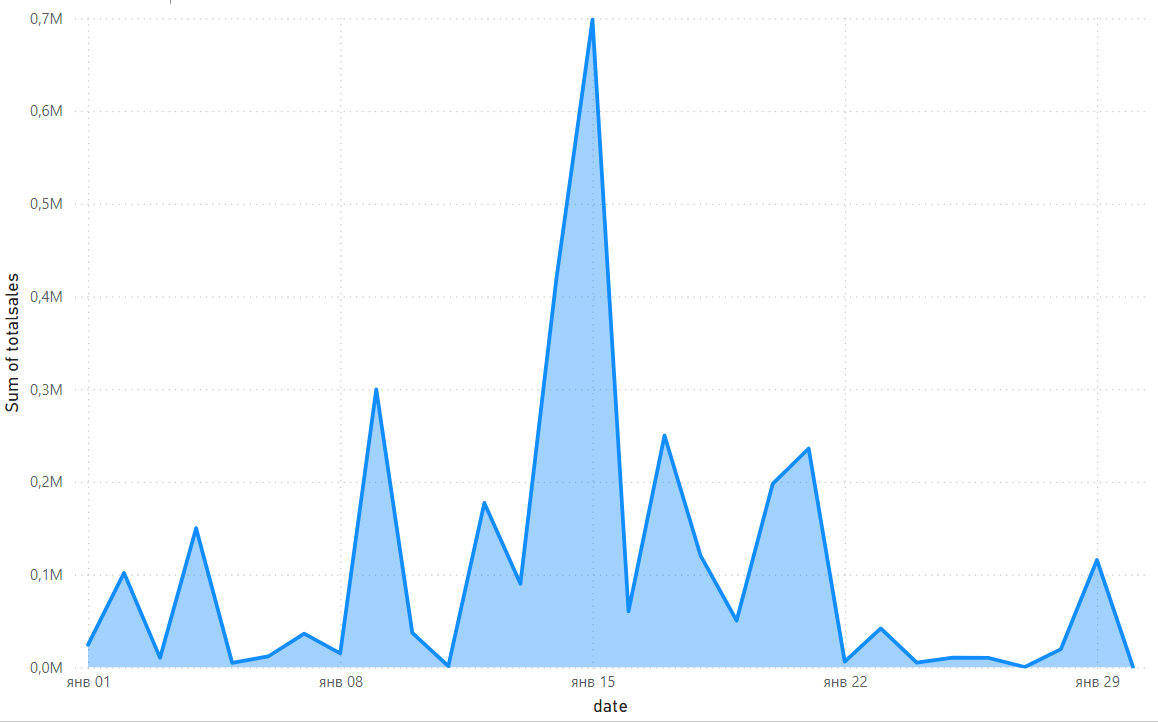 0,7M
0,6M
0,5M
0,4M
0,3M
0,2M
0,1M
0,0M
Sum of totalsales
янв 01
янв 08
янв 15
янв 22
янв 29
date